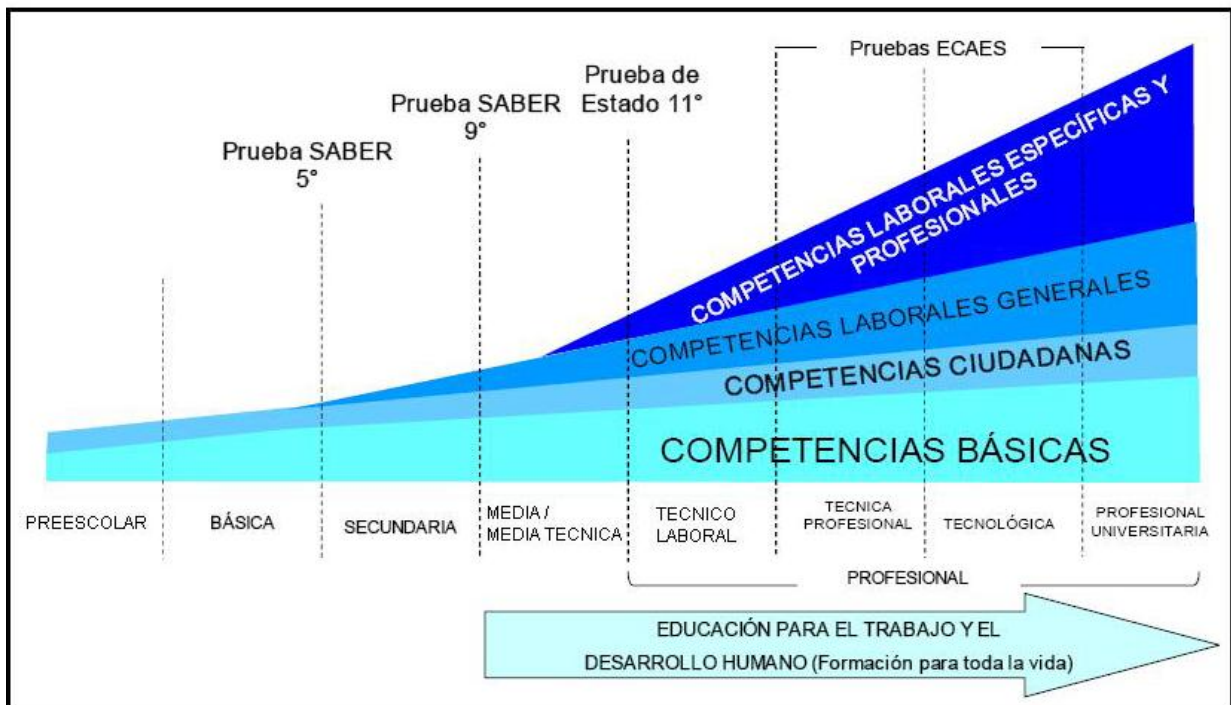 Pruebas ECAES
Prueba de
Estado 11°
Prueba SABER
9°
Prueba SABER
5°
COMPETENCIAS LABORALES ESPECÍFICAS Y
PROFESIONALES
COMPETENCIAS LABORALES GENERALES
COMPETENCIAS CIUDADANAS
COMPETENCIAS BÁSICAS
PREESCOLAR
BÁSICA
SECUNDARIA
MEDIA /
MEDIA TECNICA
TECNICO
LABORAL
TECNICA
PROFESIONAL
TECNOLÓGICA
PROFESIONAL
UNIVERSITARIA
PROFESIONAL
EDUCACIÓN PARA EL TRABAJO Y EL
DESARROLLO HUMANO (Formación para toda la vida)